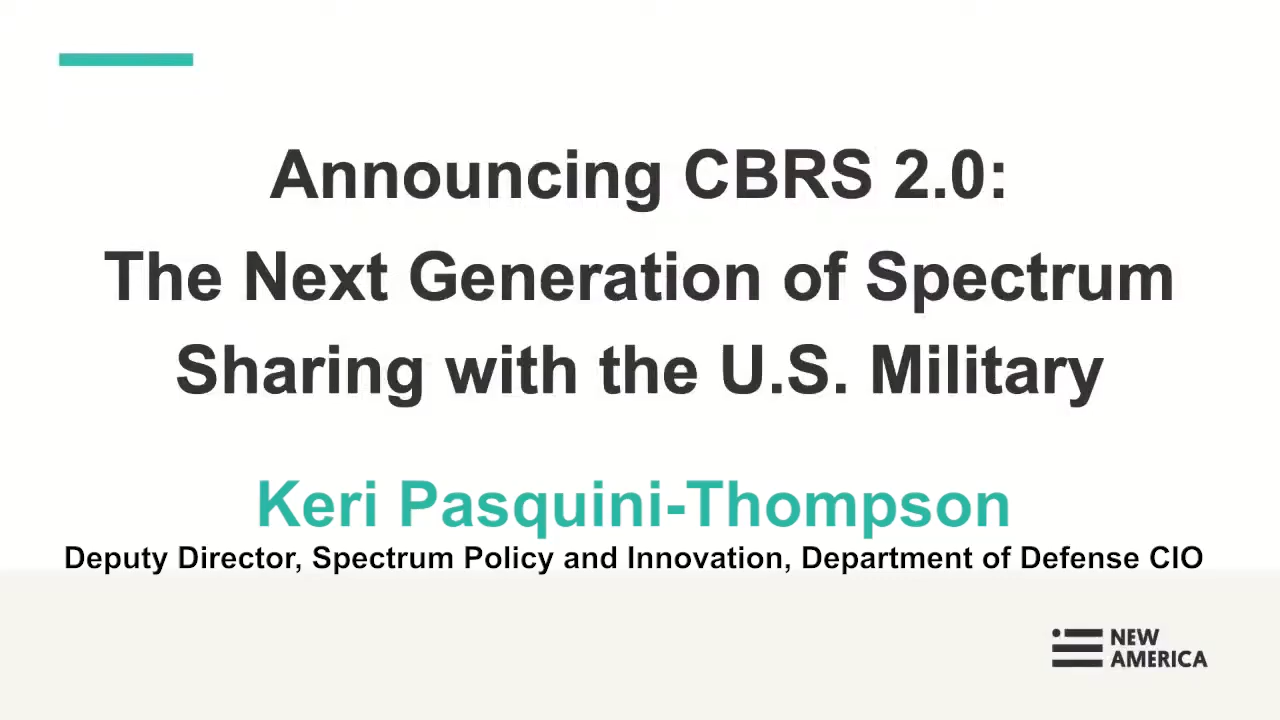 Announcing CBRS 2.0:
The Next Generation of Spectrum
Sharing with the U.S. Military
Keri Pasquini-Thompson
Deputy Director, Spectrum Policy and Innovation, Department of Defense CIO
NEW
AMERICA